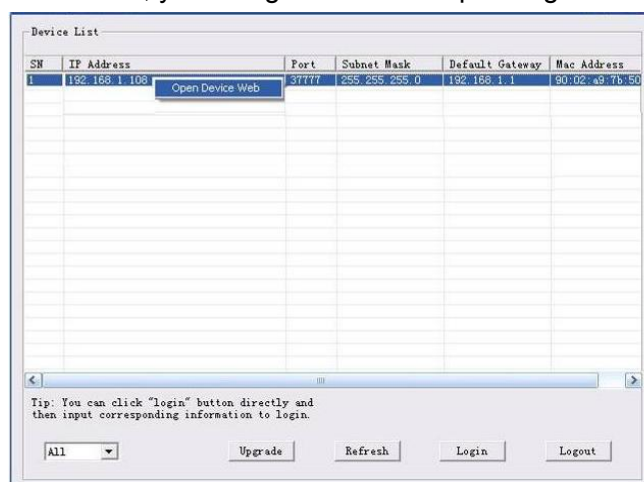 Device List
SN IP Address Port Subnet Mask Default Gateway Mac Address
1 192.168.1.108 37777 255.255.255.0 192.168.1.1 90:02:a9:7b:50
Open Device Web
Tip: You can click "login" button directly and
then input corresponding information to login.
All Upgrade Refresh Login Logout